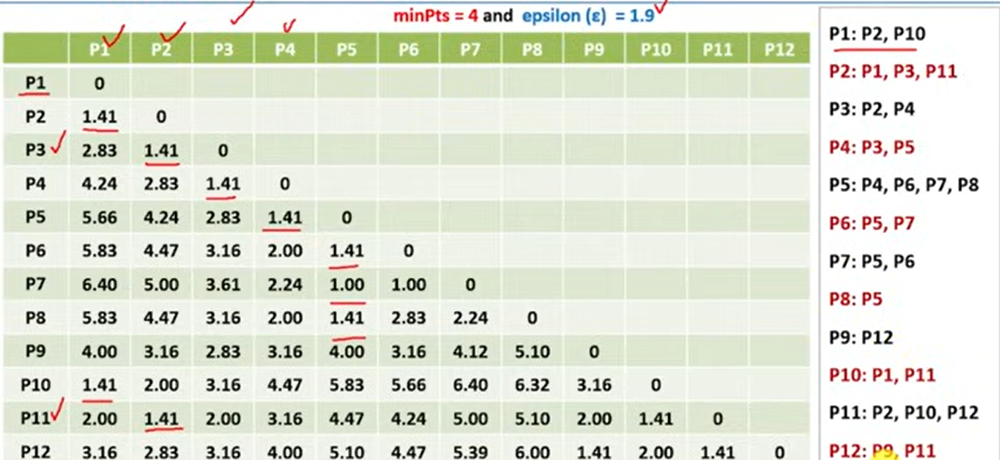 minPts = 4 and epsilon (ε) = 1.9
P1 P2 P3 P4 P5 P6 P7 P8 P9 P10 P11 P12
P1 0
P2 1.41 0
P3 2.83 1.41 0
P4 4.24 2.83 1.41 0
P5 5.66 4.24 2.83 1.41 0
P6 5.83 4.47 3.16 2.00 1.41 0
P7 6.40 5.00 3.61 2.24 1.00 1.00 0
P8 5.83 4.47 3.16 2.00 1.41 2.83 2.24 0
P9 4.00 3.16 2.83 3.16 4.00 3.16 4.12 5.10 0
P10 1.41 2.00 3.16 4.47 5.83 5.66 6.40 6.32 3.16 0
P11 2.00 1.41 2.00 3.16 4.47 4.24 5.00 5.10 2.00 1.41 0
P12 3.16 2.83 3.16 4.00 5.10 4.47 5.39 6.00 1.41 2.00 1.41 0
P1: P2, P10
P2: P1, P3, P11
P3: P2, P4
P4: P3, P5
P5: P4, P6, P7, P8
P6: P5, P7
P7: P5, P6
P8: P5
P9: P12
P10: P1, P11
P11: P2, P10, P12
P12: P9, P11